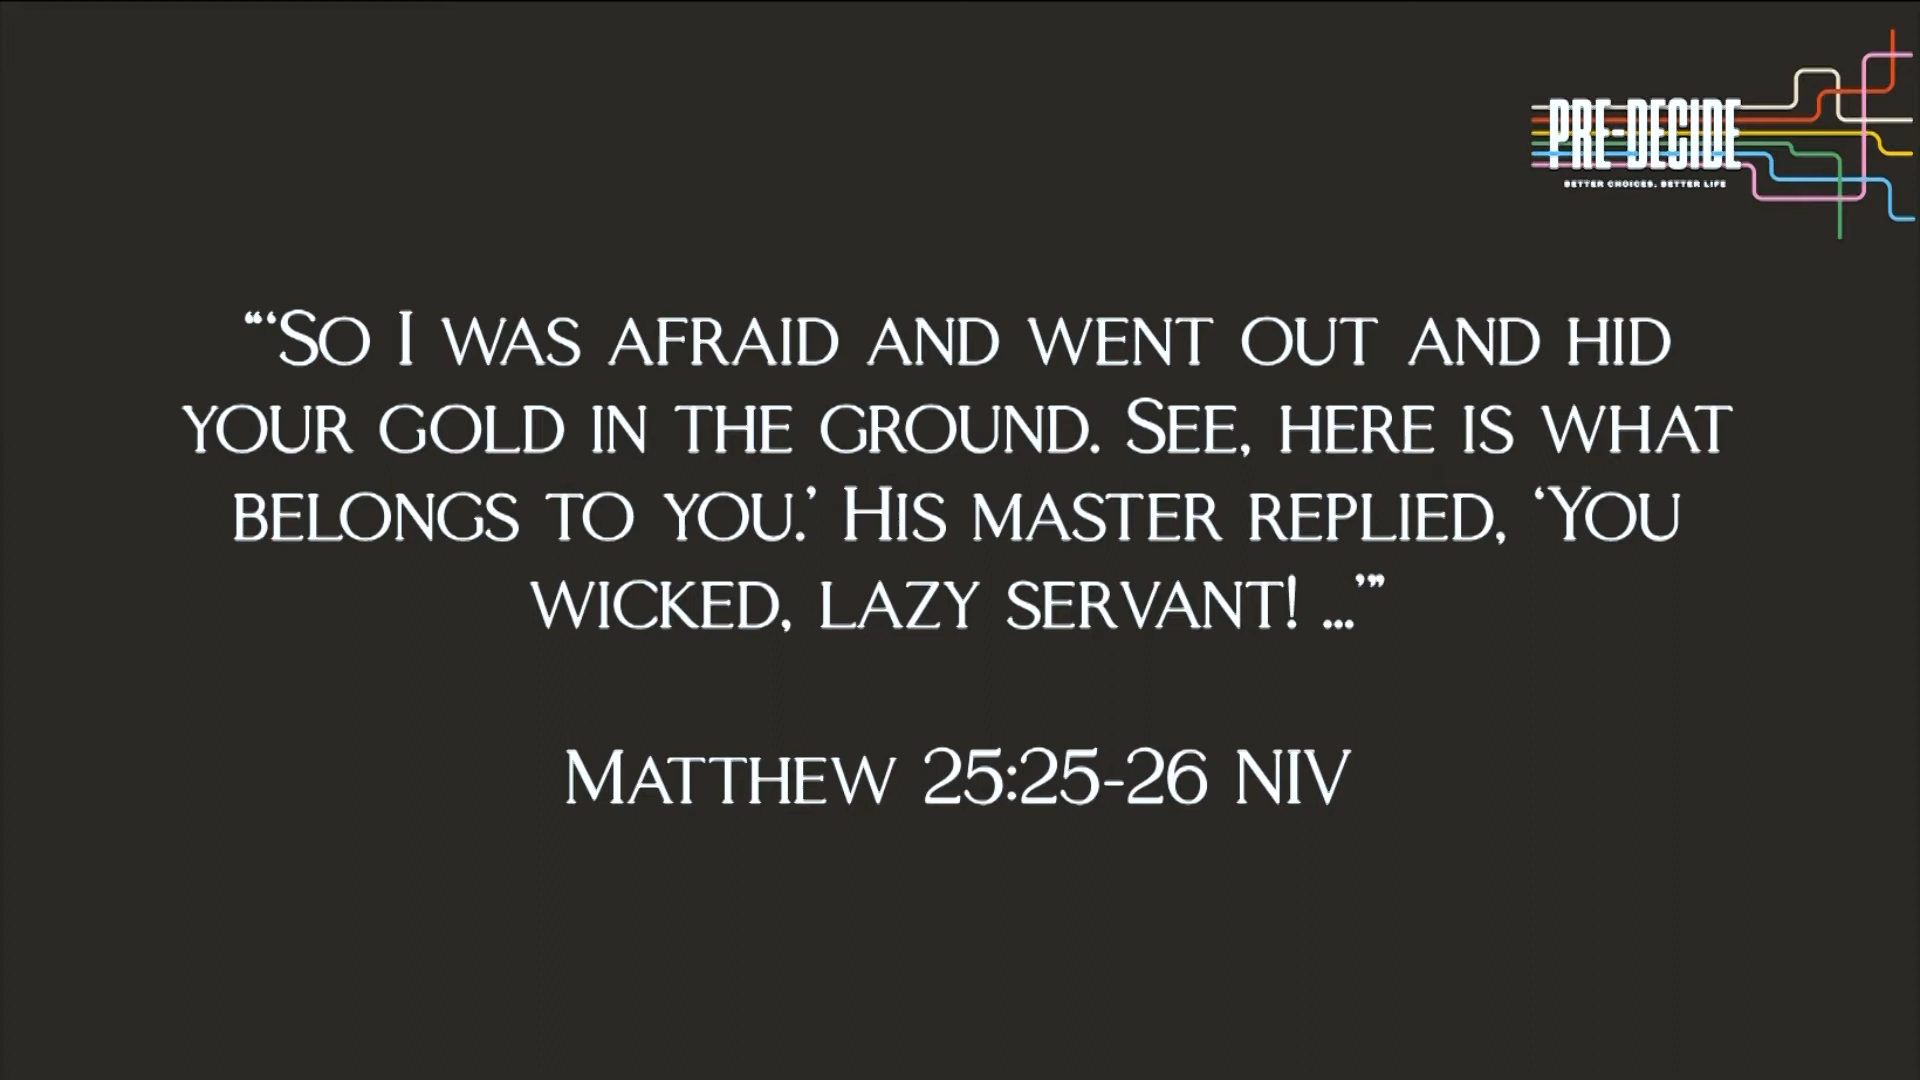 PRE-DECIDE
BETTER CHOICES. BETTER LIFE
“‘So I was afraid and went out and hid
your gold in the ground. See, here is what
belongs to you.’ His master replied, ‘You
wicked, lazy servant! ...’”
Matthew 25:25-26 NIV